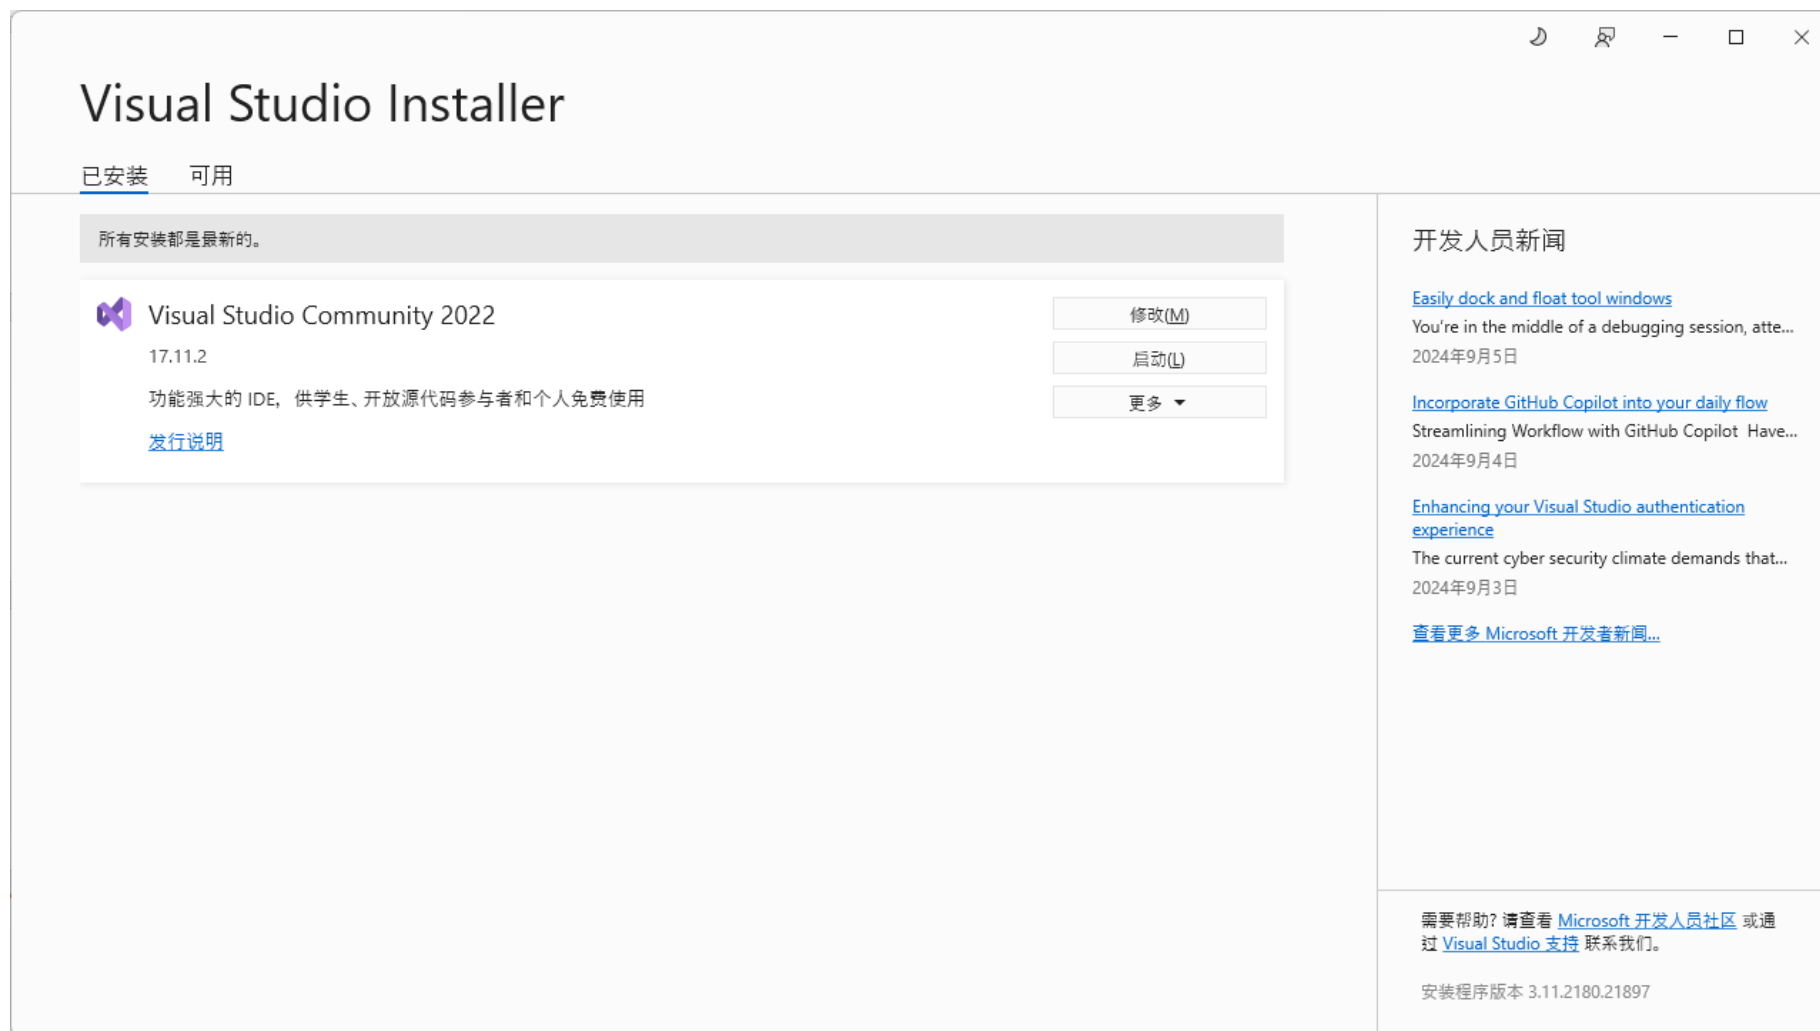 Visual Studio Installer
已安装 可用
所有安装都是最新的。
Visual Studio Community 2022
17.11.2
功能强大的 IDE, 供学生、开放源代码参与者和个人免费使用
发行说明
修改(M)
启动(L)
更多
开发人员新闻
Easily dock and float tool windows
You're in the middle of a debugging session, atte...
2024年9月5日
Incorporate GitHub Copilot into your daily flow
Streamlining Workflow with GitHub Copilot  Have...
2024年9月4日
Enhancing your Visual Studio authentication
experience
The current cyber security climate demands that...
2024年9月3日
查看更多 Microsoft 开发者新闻...
需要帮助? 请查看 Microsoft 开发人员社区 或通
过 Visual Studio 支持 联系我们。
安装程序版本 3.11.2180.21897